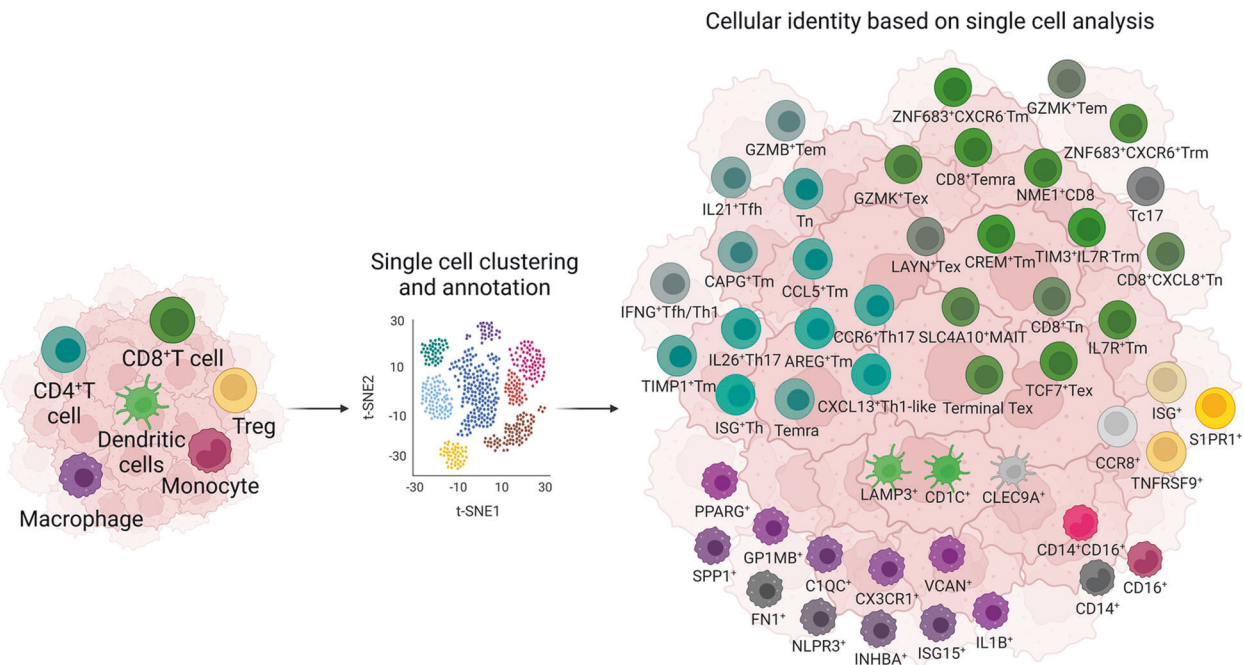 Cellular identity based on single cell analysis
CD8⁺T cell
CD4⁺T
cell
Dendritic
cells
Treg
Monocyte
Macrophage
Single cell clustering
and annotation
t-SNE2
30
10
-10
-30
-30
-10
10
30
t-SNE1
ZNF683⁺CXCR6⁻Tm
GZMK⁺Tem
GZMB⁺Tem
ZNF683⁺CXCR6⁺Trm
CD8⁺Temra
GZMK⁺Tex
NME1⁺CD8
IL21⁺Tfh
Tn
Tc17
LAYN⁺Tex
CREM⁺Tm
TIM3⁺IL7R⁻Trm
CD8⁺CXCL8⁺Tn
CAPG⁺Tm
CCL5⁺Tm
IFNG⁺Tfh/Th1
CCR6⁺Th17
SLC4A10⁺MAIT
CD8⁺Tn
IL7R⁺Tm
IL26⁺Th17
AREG⁺Tm
TIMP1⁺Tm
CXCL13⁺Th1-like
Terminal Tex
TCF7⁺Tex
ISG⁺Th
Temra
ISG⁺
S1PR1⁺
CCR8⁺
TNFRSF9⁺
LAMP3⁺
CD1C⁺
CLEC9A⁺
PPARG⁺
GP1MB⁺
CD14⁺CD16⁺
SPP1⁺
C1QC⁺
CX3CR1⁺
VCAN⁺
CD16⁺
CD14⁺
FN1⁺
NLPR3⁺
INHBA⁺
ISG15⁺
IL1B⁺